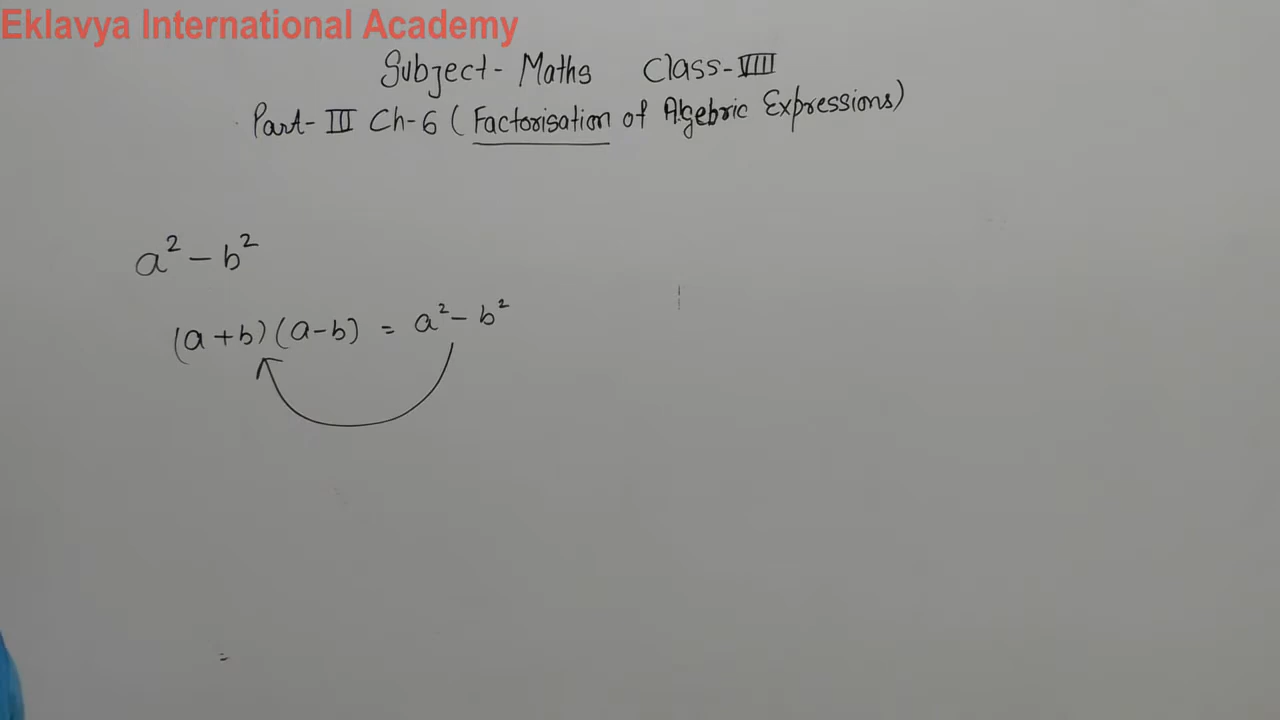 Eklavya International Academy
Subject - Maths Class - VIII
Part - III Ch - 6 ( Factorisation of Algebric Expressions)
a² - b²
(a+b) (a-b) = a² - b²
=